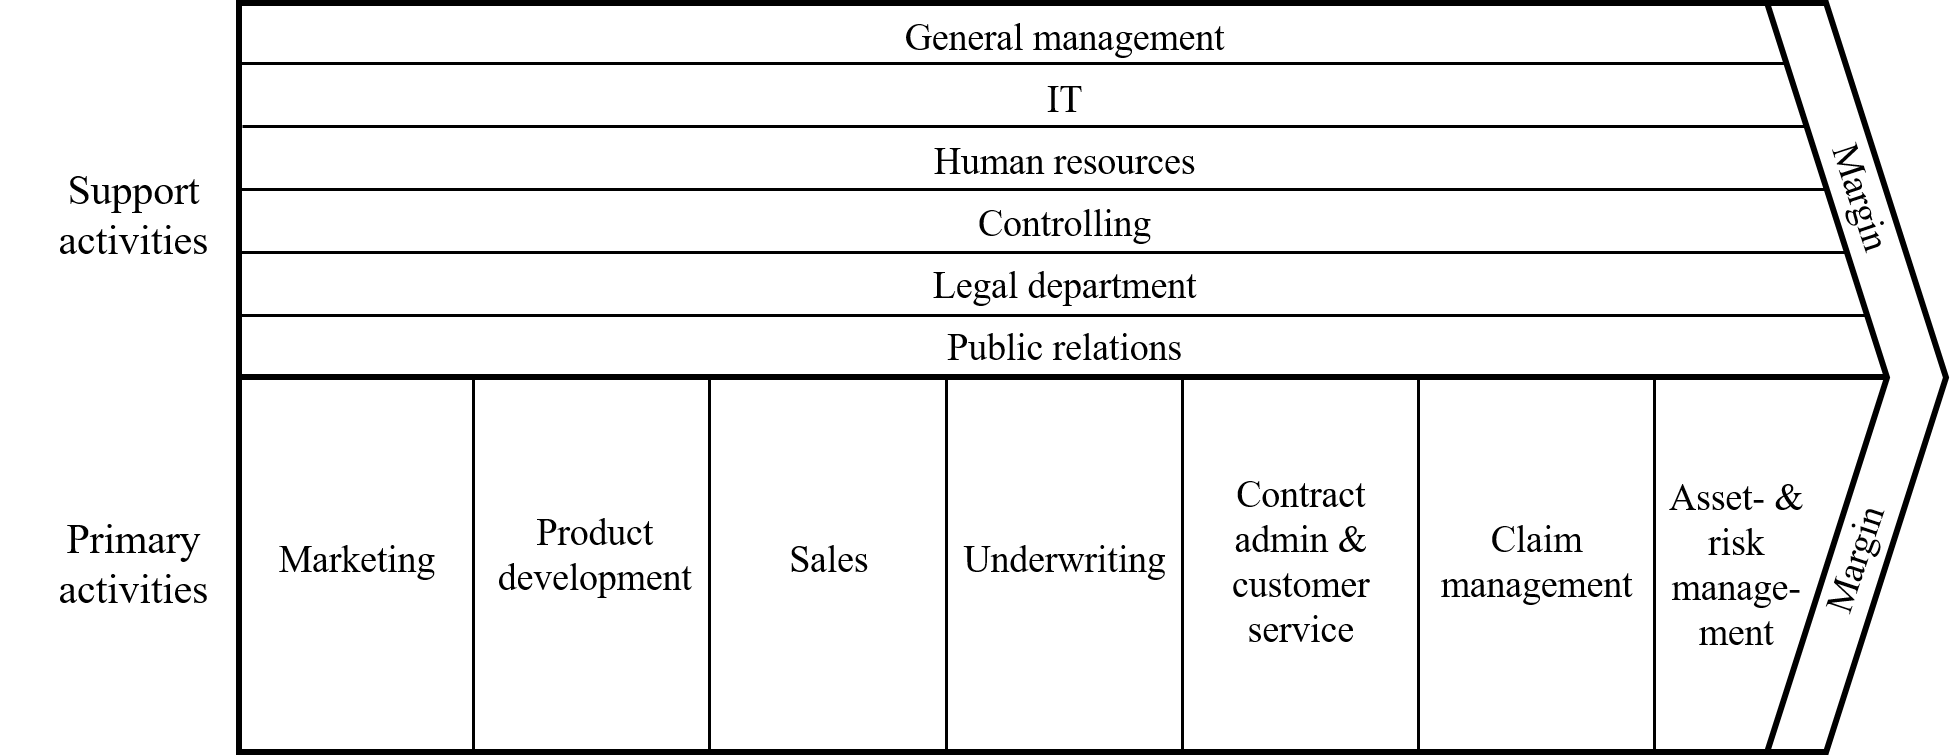 Support
activities
General management
IT
Human resources
Controlling
Legal department
Public relations
Margin
Primary
activities
Marketing
Product
development
Sales
Underwriting
Contract
admin &
customer
service
Claim
management
Asset- &
risk
manage-
ment
Margin